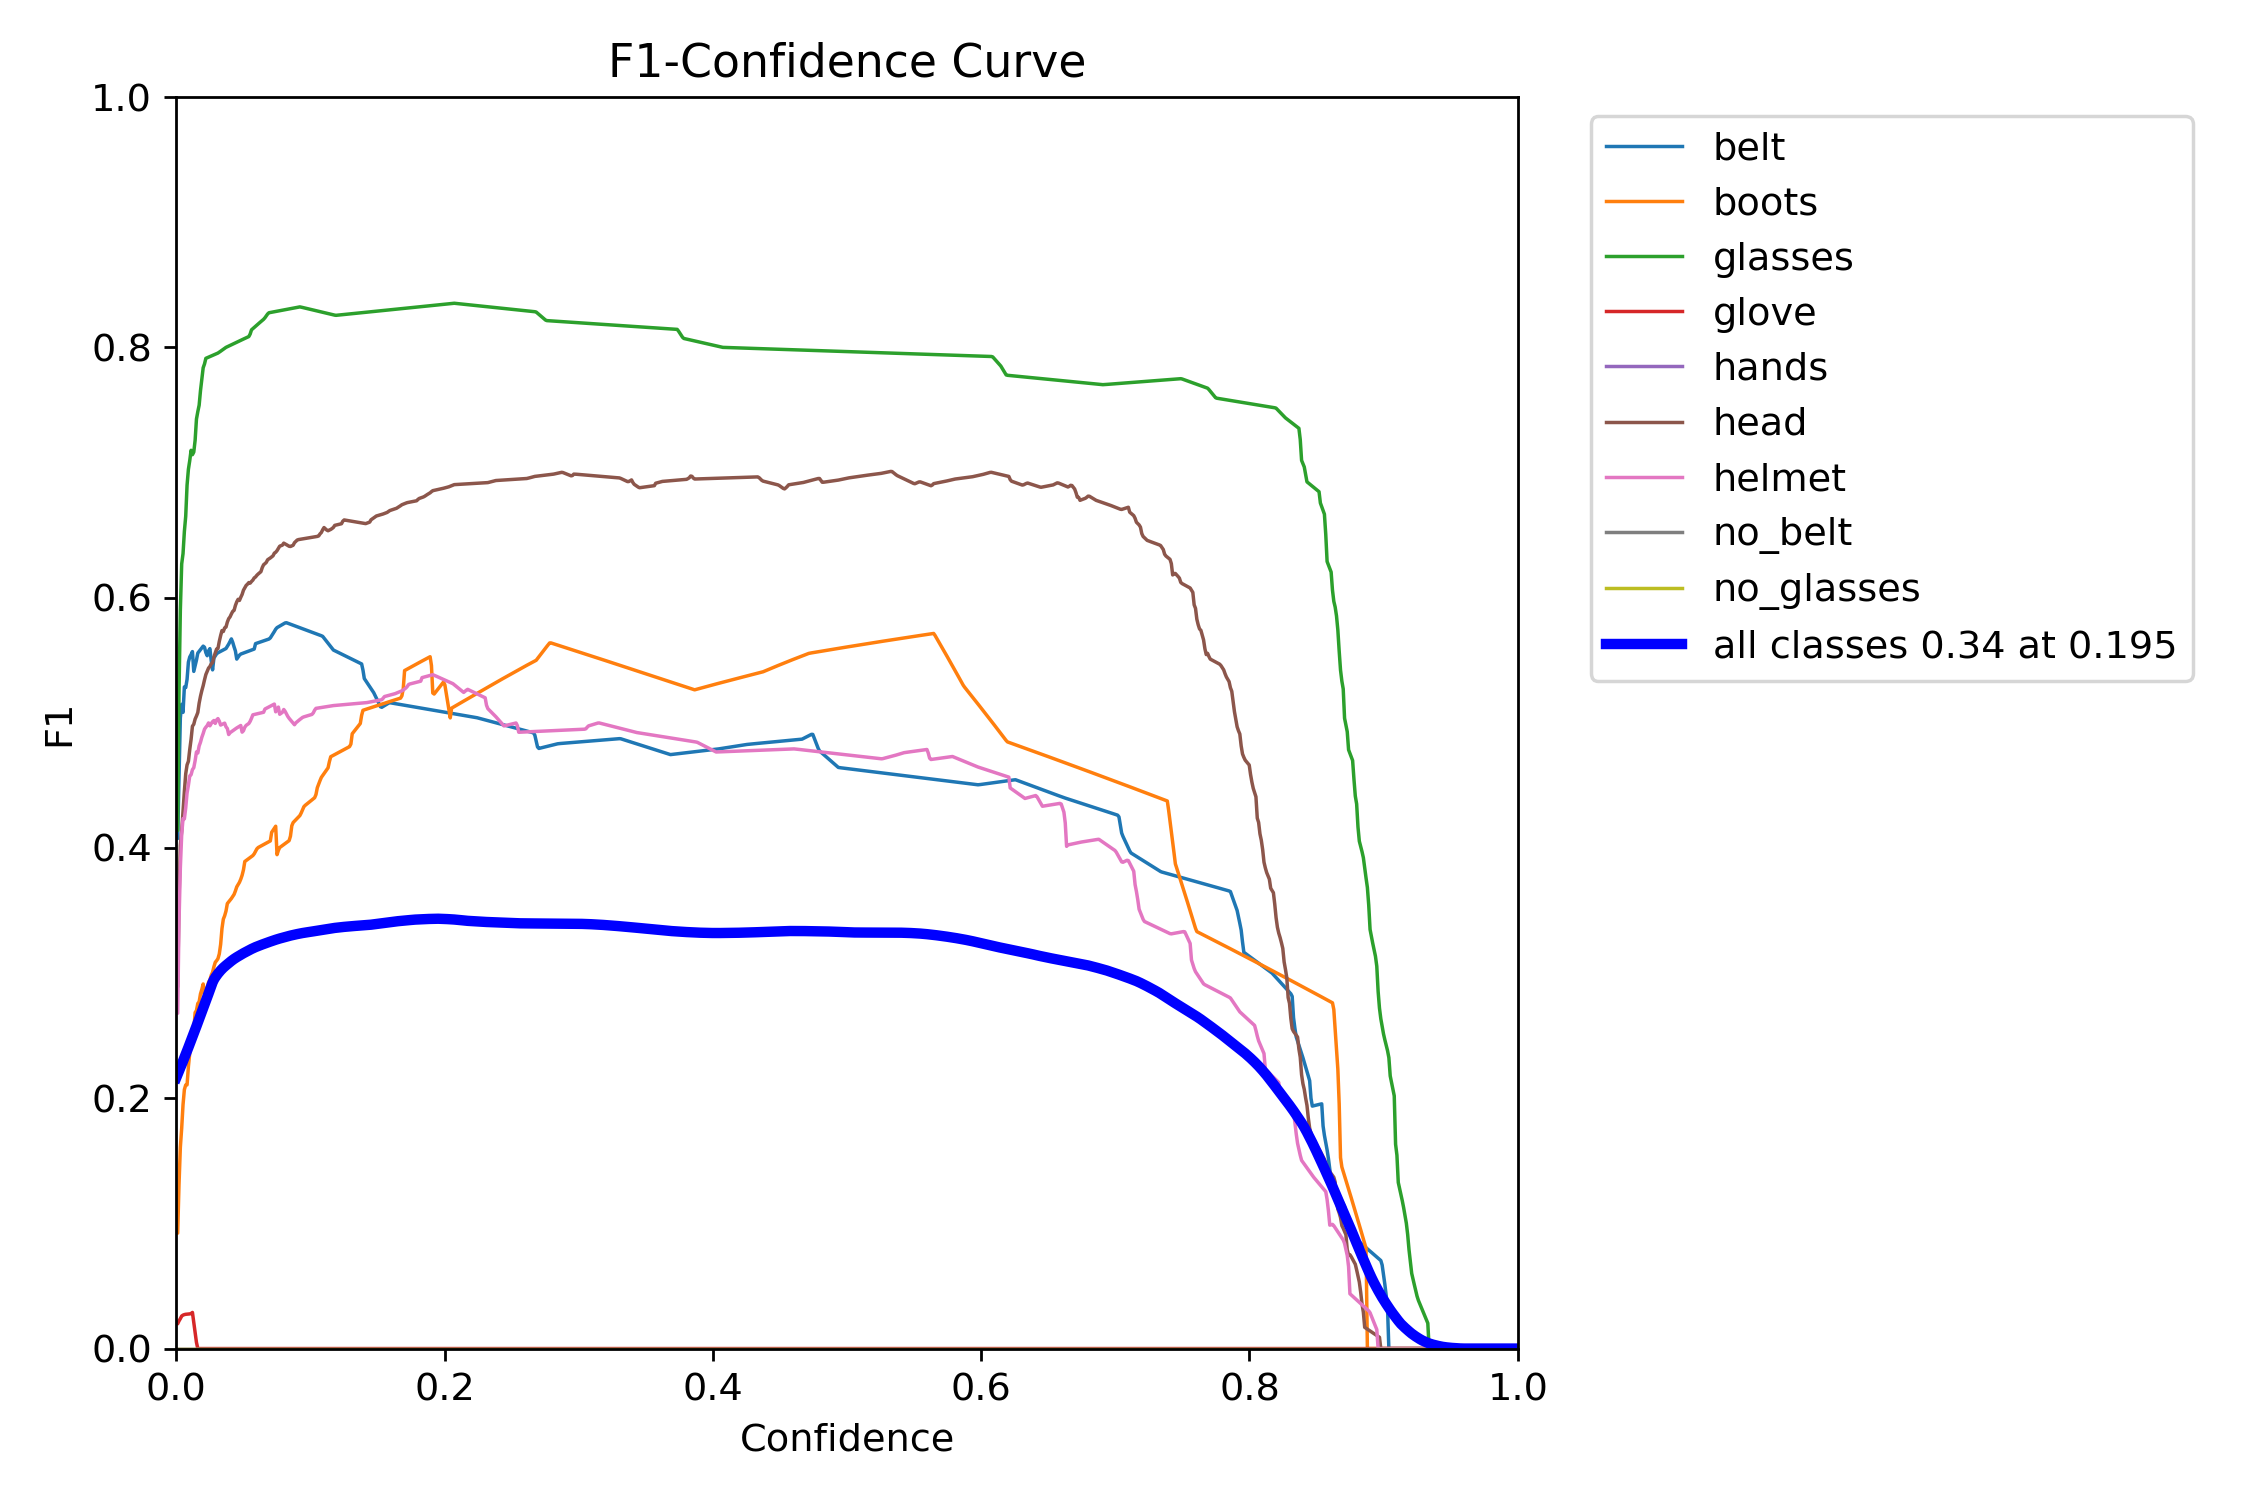 F1-Confidence Curve
1.0
0.8
0.6
0.4
0.2
0.0
F1
0.0 0.2 0.4 0.6 0.8 1.0
Confidence
belt
boots
glasses
glove
hands
head
helmet
no_belt
no_glasses
all classes 0.34 at 0.195